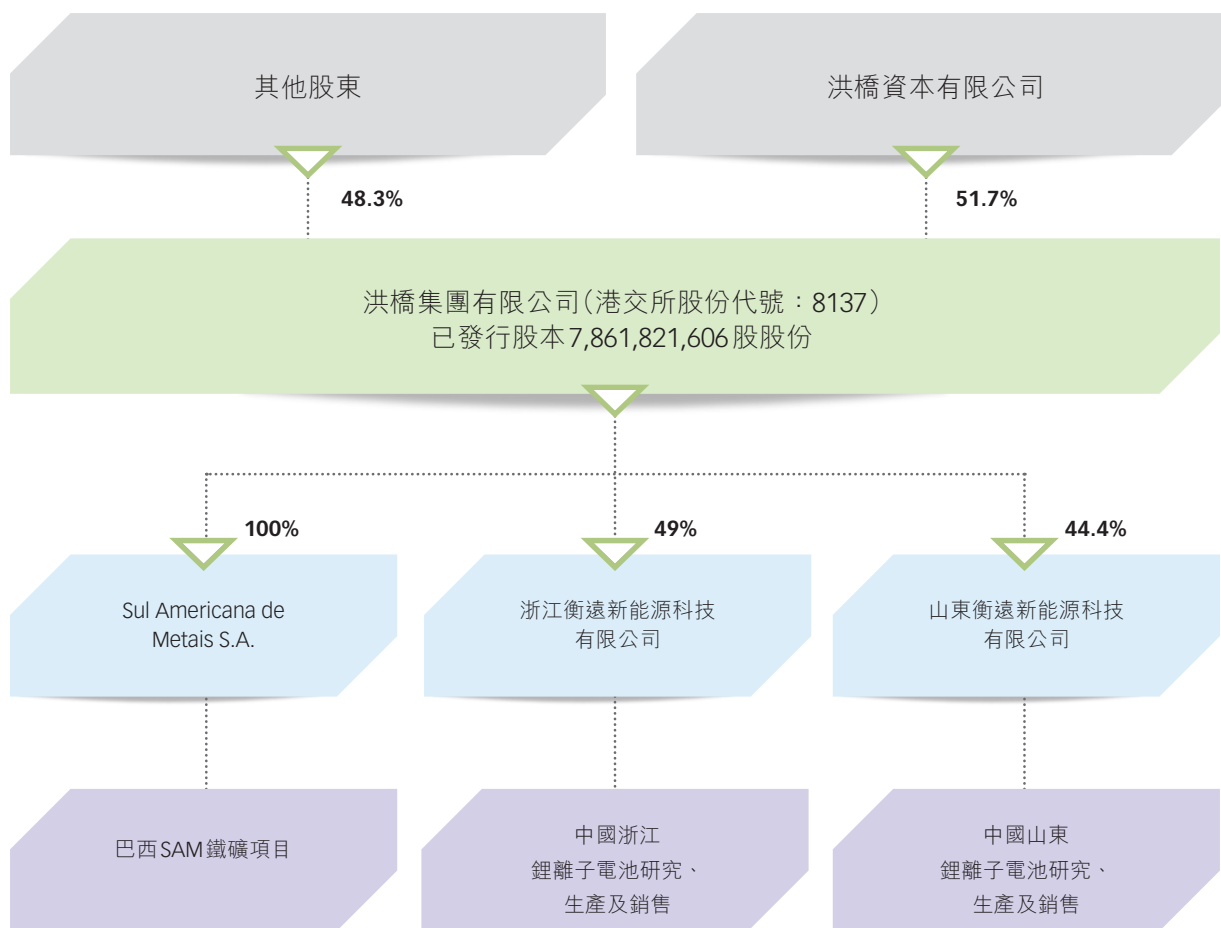 其他股東
洪橋資本有限公司
48.3%
51.7%
洪橋集團有限公司(港交所股份代號：8137)
已發行股本7,861,821,606股股份
100%
49%
44.4%
Sul Americana de
Metais S.A.
浙江衡遠新能源科技
有限公司
山東衡遠新能源科技
有限公司
巴西SAM鐵礦項目
中國浙江
鋰離子電池研究、
生產及銷售
中國山東
鋰離子電池研究、
生產及銷售